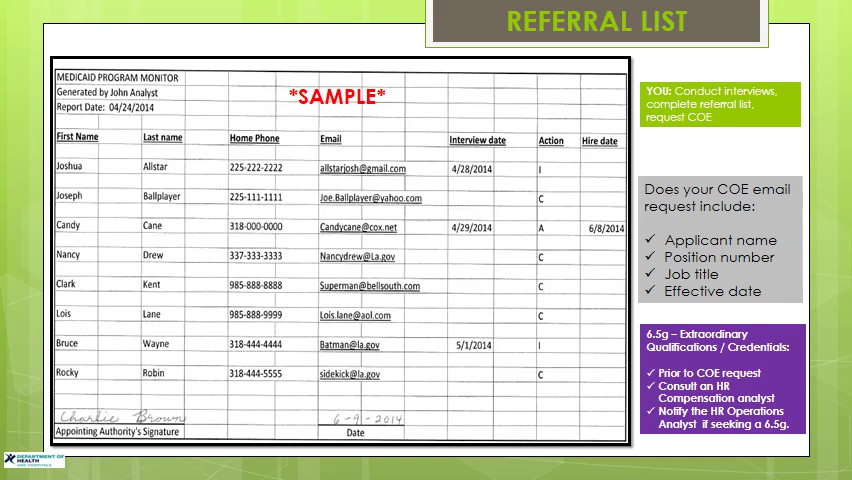 REFERRAL LIST
MEDICAID PROGRAM MONITOR
Generated by John Analyst
*SAMPLE*
Report Date: 04/24/2014
First Name Last name Home Phone Email Interview date Action Hire date
Joshua Allstar 225-222-2222 allstarjosh@gmail.com 4/28/2014 I
Joseph Ballplayer 225-111-1111 Joe.Ballplayer@yahoo.com C
Candy Cane 318-000-0000 Candycane@cox.net 4/29/2014 A 6/8/2014
Nancy Drew 337-333-3333 Nancydrew@La.gov C
Clark Kent 985-888-8888 Superman@bellsouth.com C
Lois Lane 985-888-9999 Lois.lane@aol.com C
Bruce Wayne 318-444-4444 Batman@la.gov 5/1/2014 I
Rocky Robin 318-444-5555 sidekick@la.gov C
Charlie Brown 6-9-2014
Appointing Authority's Signature Date
YOU: Conduct interviews,
complete referral list,
request COE
Does your COE email
request include:
✓ Applicant name
✓ Position number
✓ Job title
✓ Effective date
6.5g – Extraordinary
Qualifications / Credentials:
✓ Prior to COE request
✓ Consult an HR
Compensation analyst
✓ Notify the HR Operations
Analyst if seeking a 6.5g.
DEPARTMENT OF
HEALTH
AND HOSPITALS